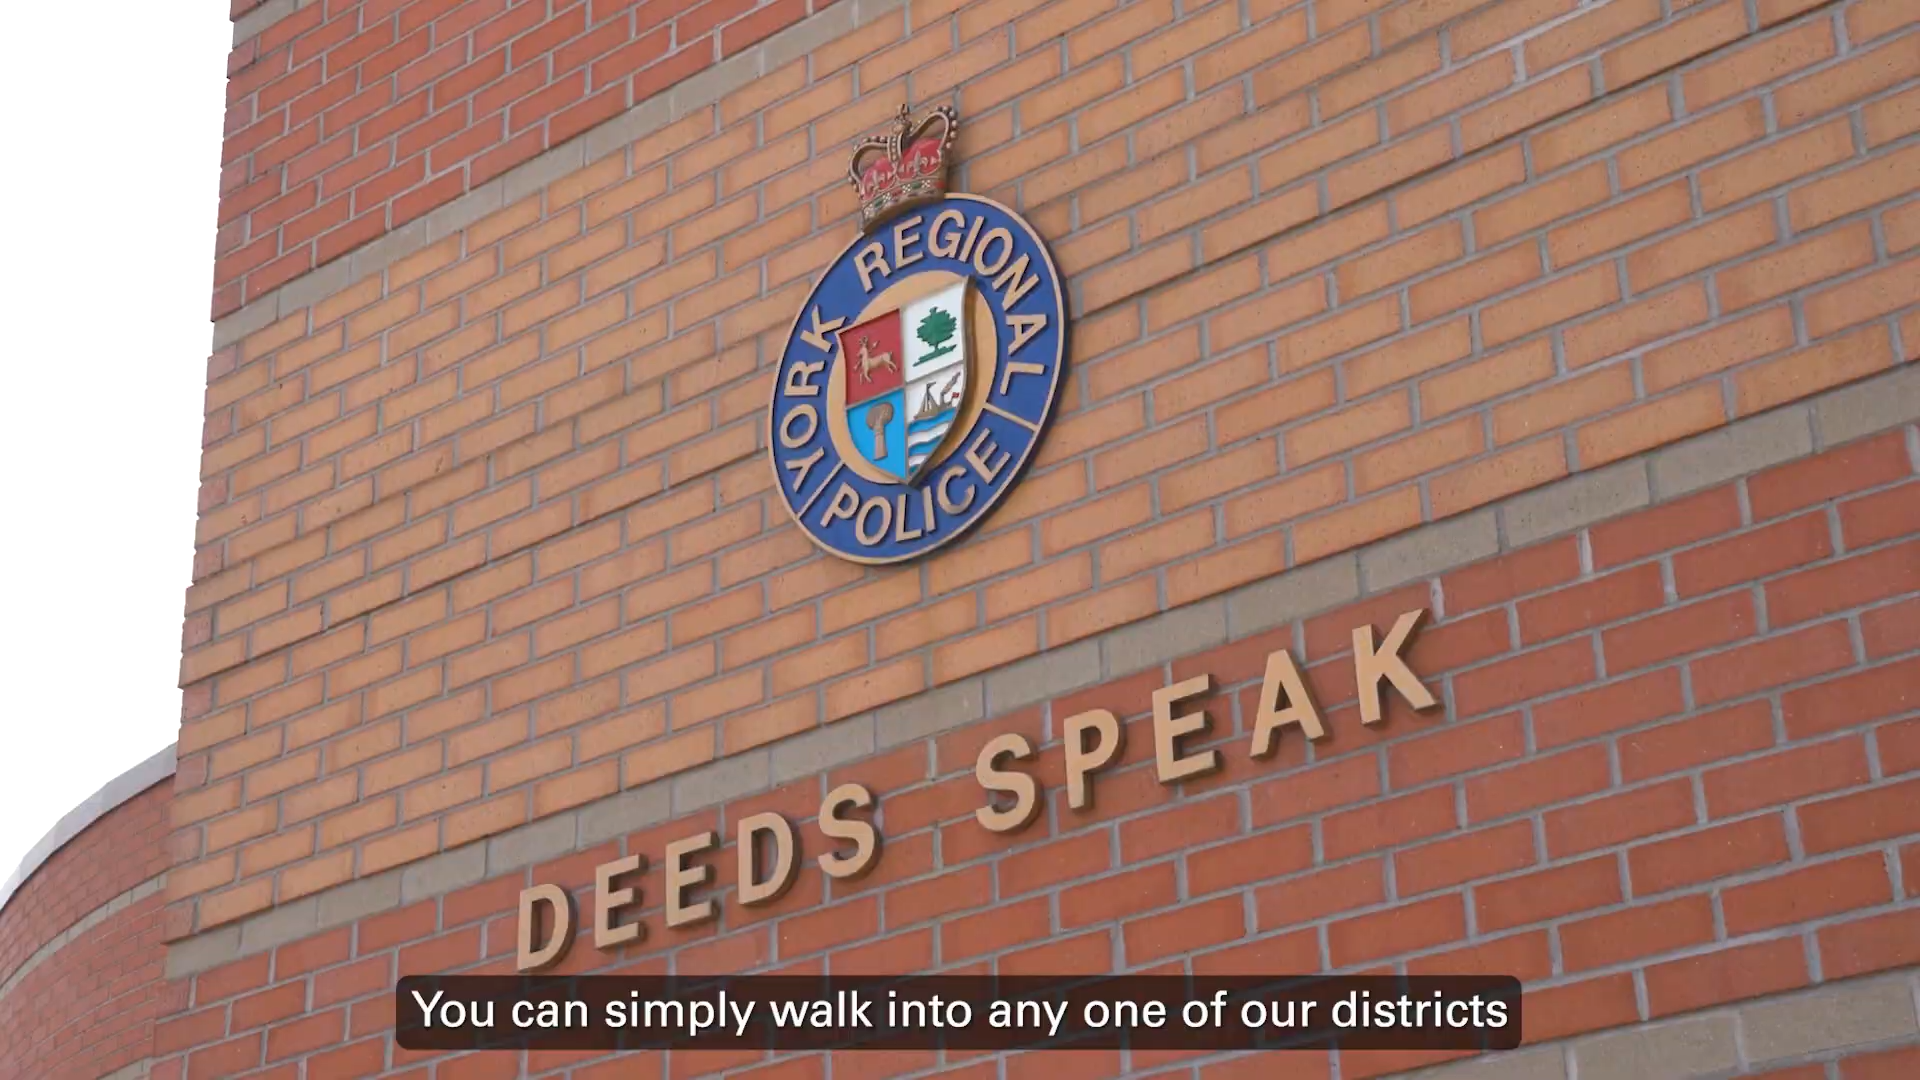 YORK REGIONAL
POLICE
DEEDS SPEAK
You can simply walk into any one of our districts